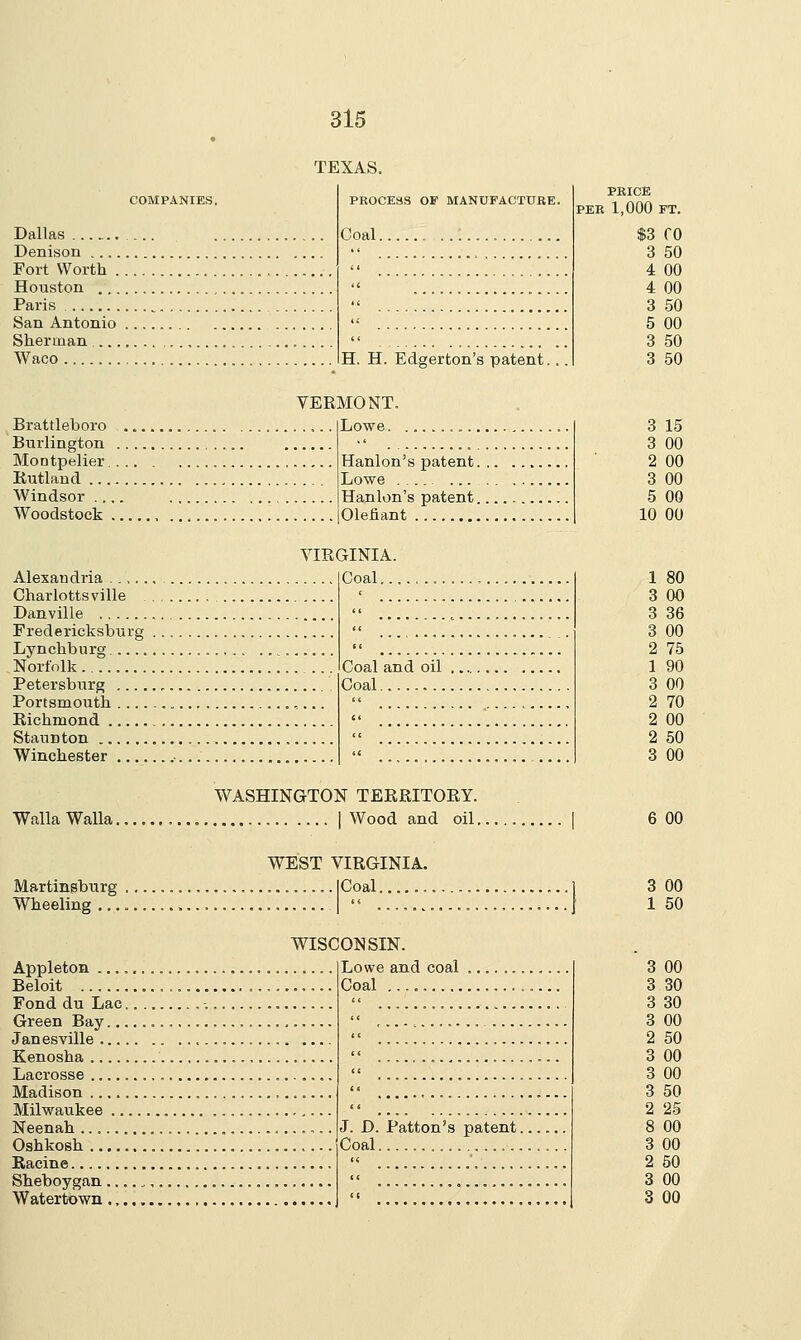 315
TEXAS.
COMPANIES. PROCESS OF MANUFACTURE. PRICE PER 1,000 FT.
Dallas ........ Coal........ $3 00
Denison ........ " ........ 3 50
Fort Worth ........ " ........ 4 00
Houston ........ " ........ 4 00
Paris ........ " ........ 3 50
San Antonio ........ " ........ 5 00
Sherman ........ " ........ 3 50
Waco ........ H. H. Edgerton's patent... 3 50
VERMONT.
Brattleboro ........ Lowe. ........ 3 15
Burlington ........ " ........ 3 00
Montpelier ........ Hanlon's patent. ........ 2 00
Rutland ........ Lowe ........ 3 00
Windsor ........ Hanlon's patent........ 5 00
Woodstock ........ Olefiant ........ 10 00
VIRGINIA.
Alexandria ........ Coal........ 1 80
Charlottsville ........ ' ........ 3 00
Danville ........ " ........ 3 36
Fredericksburg ........ " ........ 3 00
Lynchburg ........ " ........ 2 75
Norfolk ........ Coal and oil ........ 1 90
Petersburg ........ Coal........ 3 00
Portsmouth ........ " ........ 2 70
Richmond ........ " ........ 2 00
Staunton ........ " ........ 2 50
Winchester ........ " ........ 3 00
WASHINGTON TERRITORY.
Walla Walla ........ | Wood and oil........ | 6 00
WEST VIRGINIA.
Martinsburg ........ Coal........ 3 00
Wheeling ........ " ........ 1 50
WISCONSIN.
Appleton ........ Lowe and coal ........ 3 00
Beloit ........ Coal ........ 3 30
Fond du Lac ........ " ........ 3 30
Green Bay ........ " ........ 3 00
Janesville ........ " ........ 2 50
Kenosha ........ " ........ 3 00
Lacrosse ........ " ........ 3 00
Madison ........ " ........ 3 50
Milwaukee ........ " ........ 2 25
Neenah ........ J. D. Patton's patent...... 8 00
Oshkosh ........ Coal........ 3 00
Racine ........ " ........ 2 50
Sheboygan ........ " ........ 3 00
Watertown ........ " ........ 3 00